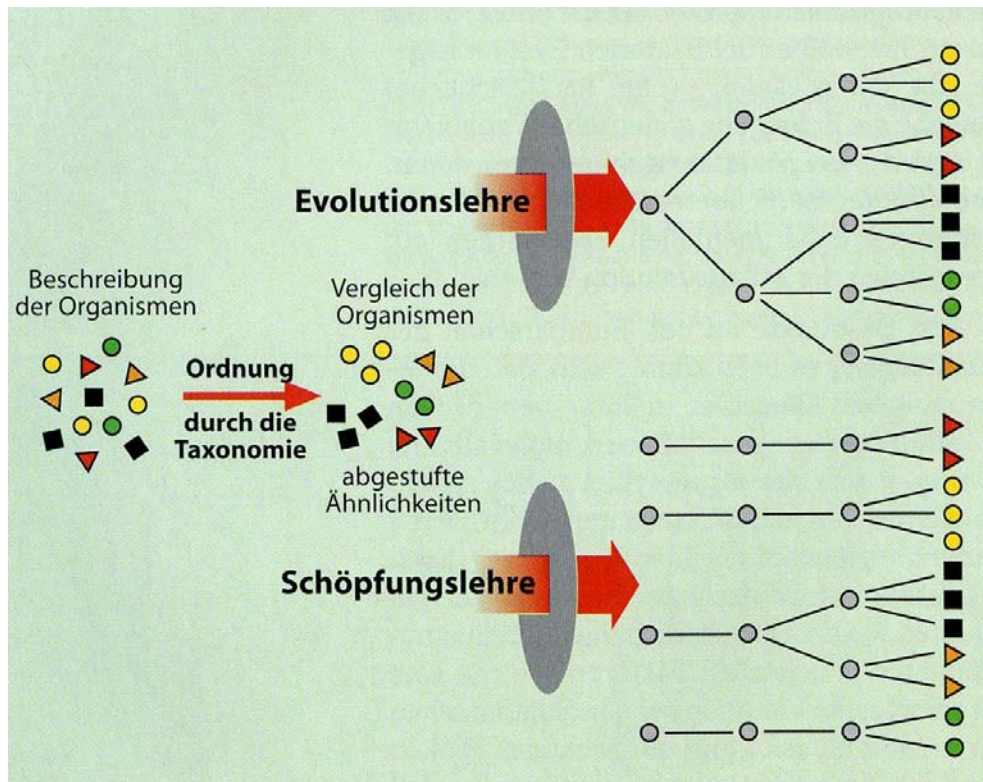 Evolutionslehre
Beschreibung
der Organismen
Ordnung
durch die
Taxonomie
Vergleich der
Organismen
abgestufte
Ähnlichkeiten
Schöpfungslehre